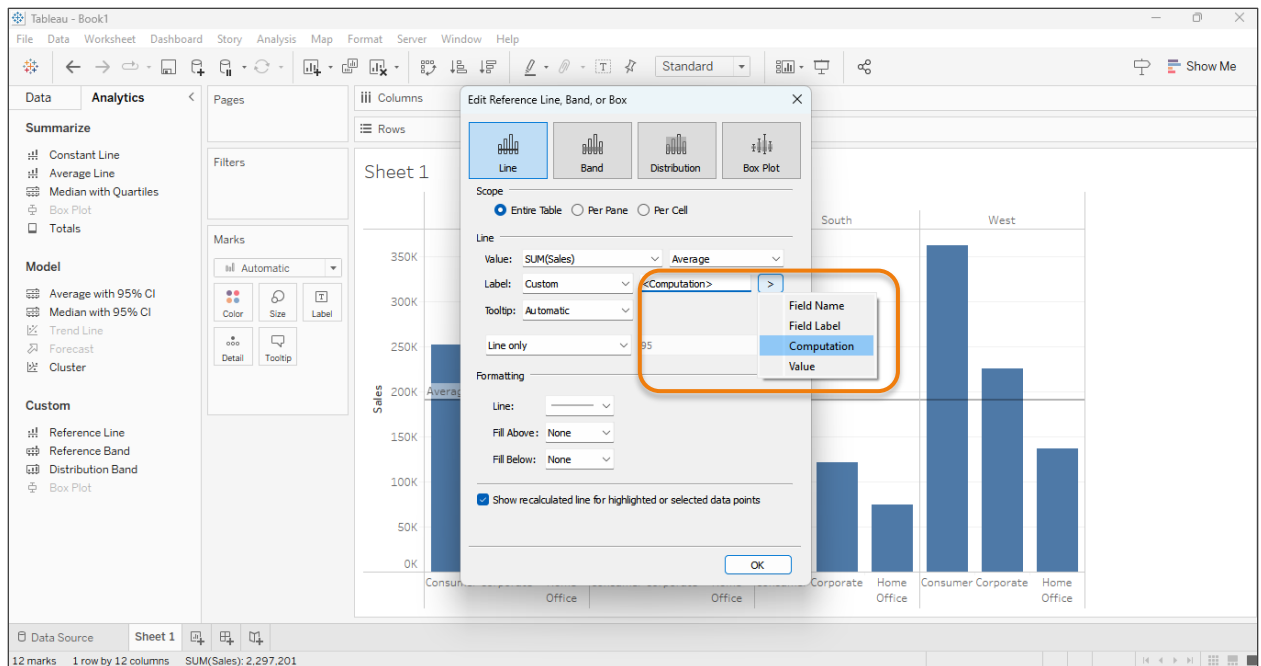 Tableau - Book1
File Data Worksheet Dashboard Story Analysis Map Format Server Window Help
Standard
Show Me
Data Analytics
Summarize
Constant Line
Average Line
Median with Quartiles
Box Plot
Totals
Model
Average with 95% CI
Median with 95% CI
Trend Line
Forecast
Cluster
Custom
Reference Line
Reference Band
Distribution Band
Box Plot
Pages
Filters
Marks
Automatic
Color Size Label
Detail Tooltip
Columns
Rows
Sheet 1
South West
Sales
350K
300K
250K
200K
150K
100K
50K
0K
Office
Office
Corporate Home
Office
Consumer Corporate Home
Office
Edit Reference Line, Band, or Box
Line Band Distribution Box Plot
Scope
Entire Table Per Pane Per Cell
Line
Value: SUM(Sales) Average
Label: Custom <Computation> >
Tooltip: Automatic
Line only 95
Field Name
Field Label
Computation
Value
Formatting
Line:
Fill Above: None
Fill Below: None
Show recalculated line for highlighted or selected data points
OK
Data Source Sheet 1
12 marks 1 row by 12 columns SUM(Sales): 2,297,201